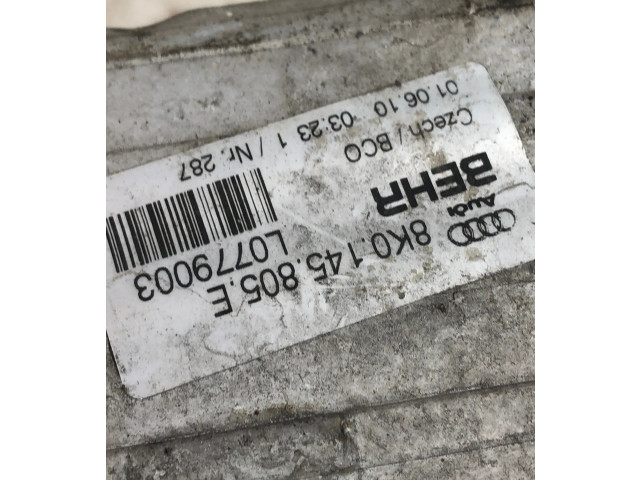 Audi 8K0.145.805.E
BEHR L0779003
Czech / BCO
01.06.10 03:23 1 / Nr. 287